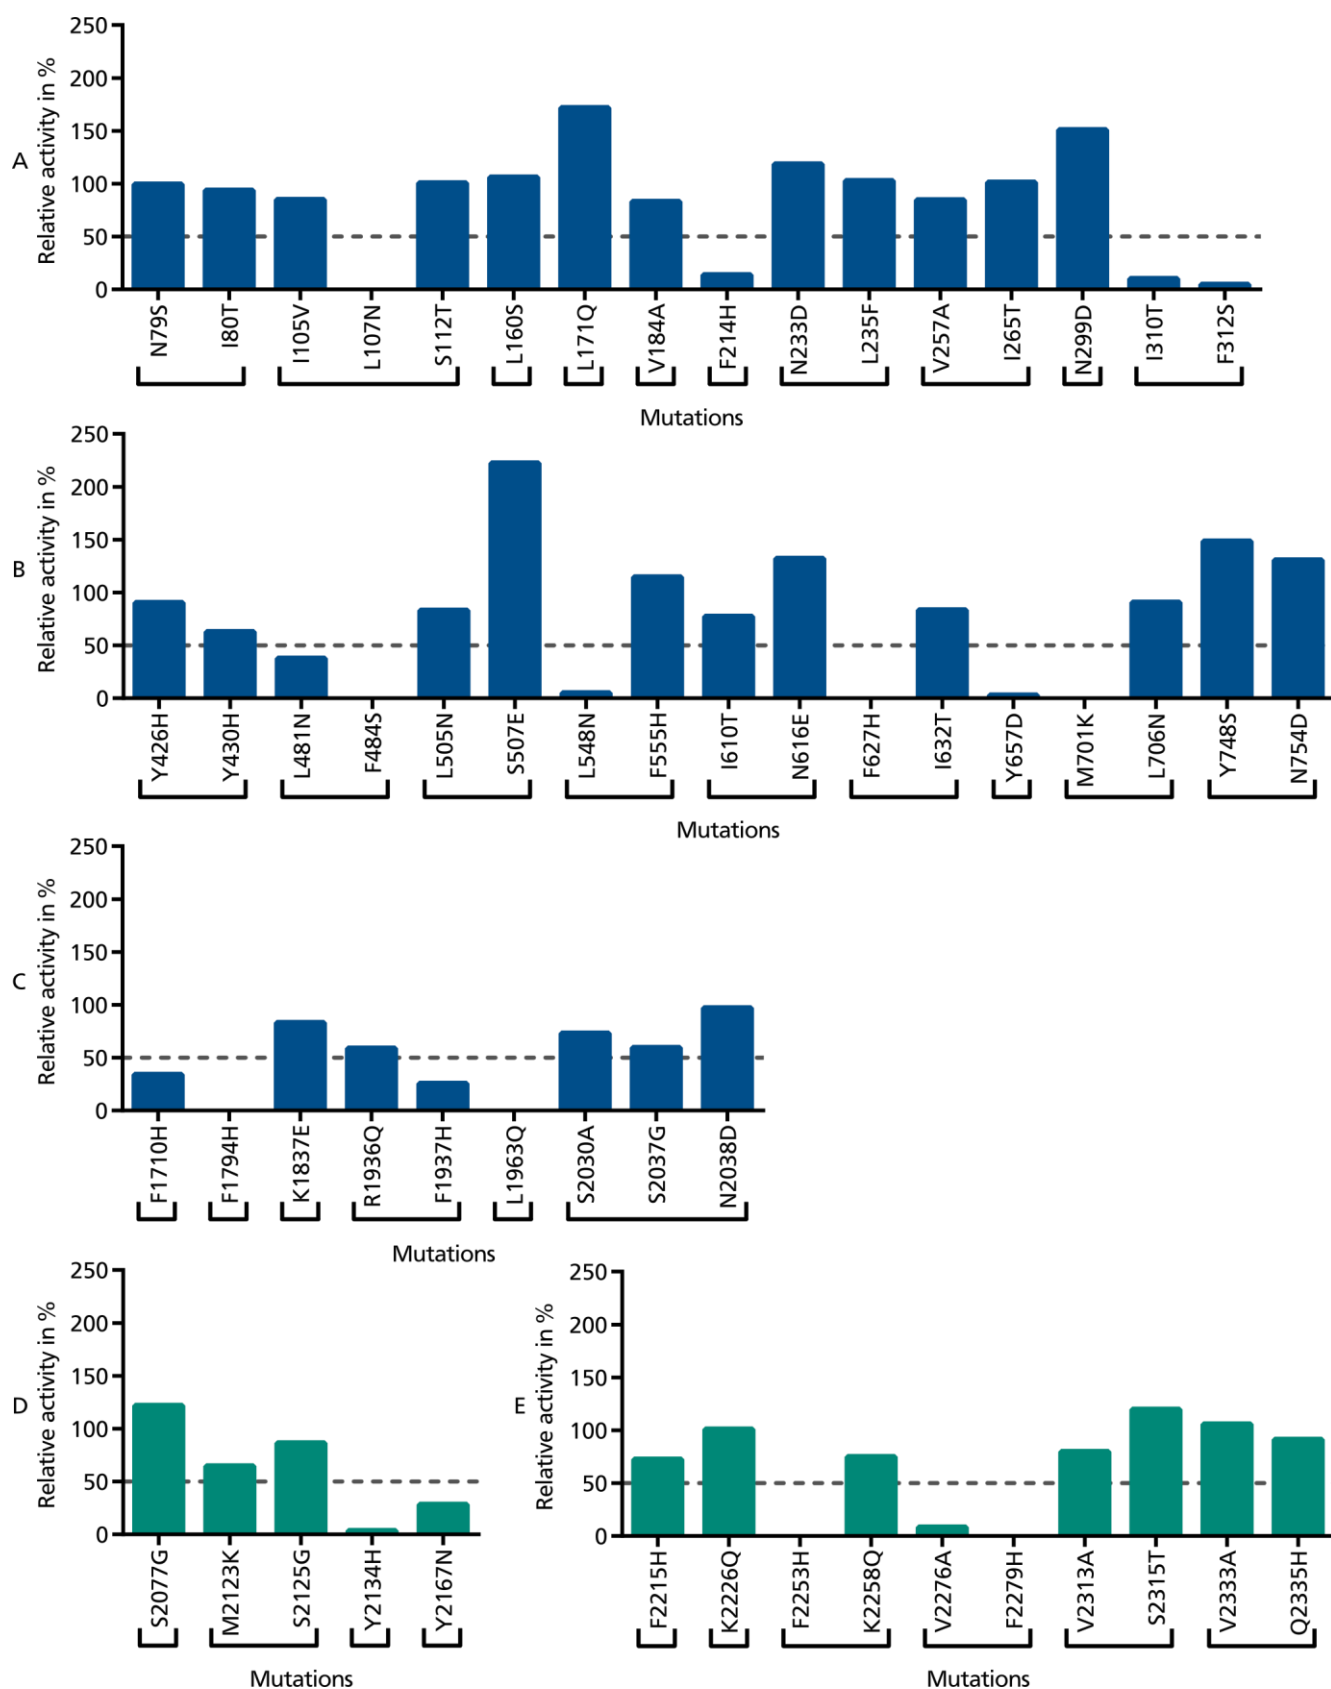 A
Relative activity in %
250
200
150
100
50
0
N79S I80T I105V L107N S112T L160S L171Q V184A F214H N233D L235F V257A I265T N299D I310T F312S
Mutations
B
Relative activity in %
250
200
150
100
50
0
Y426H Y430H L481N F484S L505N S507E L548N F555H I610T N616E F627H I632T Y657D M701K L706N Y748S N754D
Mutations
C
Relative activity in %
250
200
150
100
50
0
F1710H F1794H K1837E R1936Q F1937H L1963Q S2030A S2037G N2038D
Mutations
D
Relative activity in %
250
200
150
100
50
0
S2077G M2123K S2125G Y2134H Y2167N
Mutations
E
Relative activity in %
250
200
150
100
50
0
F2215H K2226Q F2253H K2258Q V2276A F2279H V2313A S2315T V2333A Q2335H
Mutations